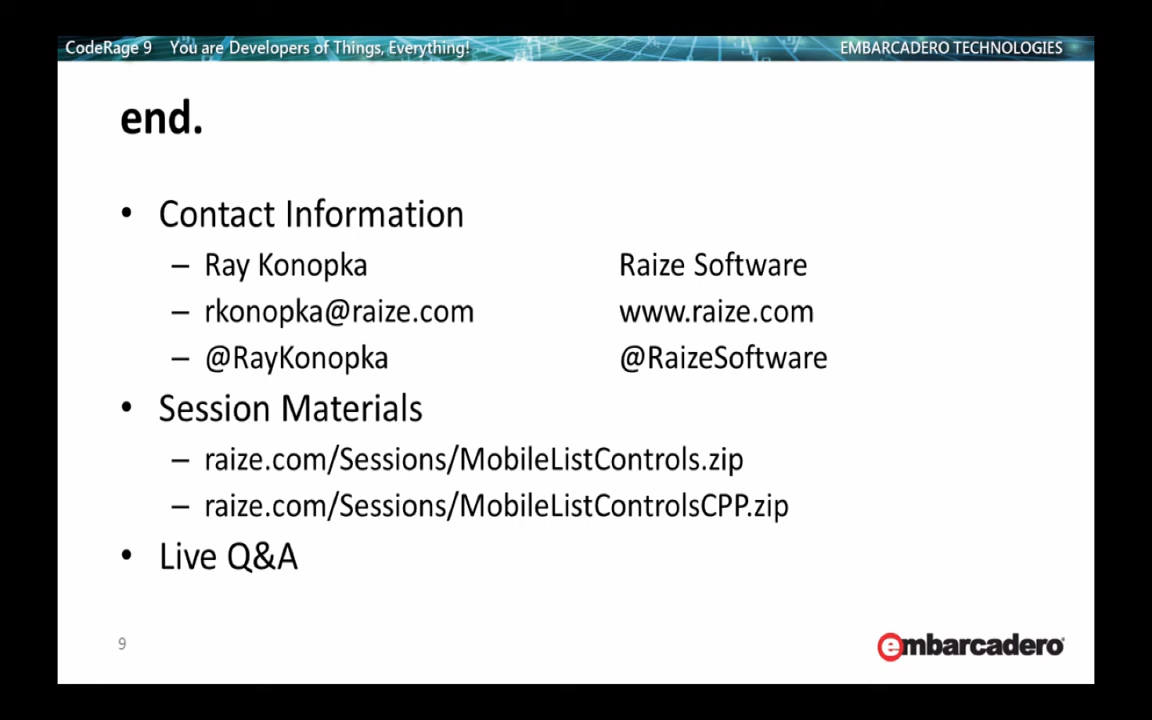 CodeRage 9 You are Developers of Things, Everything! EMBARCADERO TECHNOLOGIES
end.
• Contact Information
– Ray Konopka Raize Software
– rkonopka@raize.com www.raize.com
– @RayKonopka @RaizeSoftware
• Session Materials
– raize.com/Sessions/MobileListControls.zip
– raize.com/Sessions/MobileListControlsCPP.zip
• Live Q&A
9 embarcadero